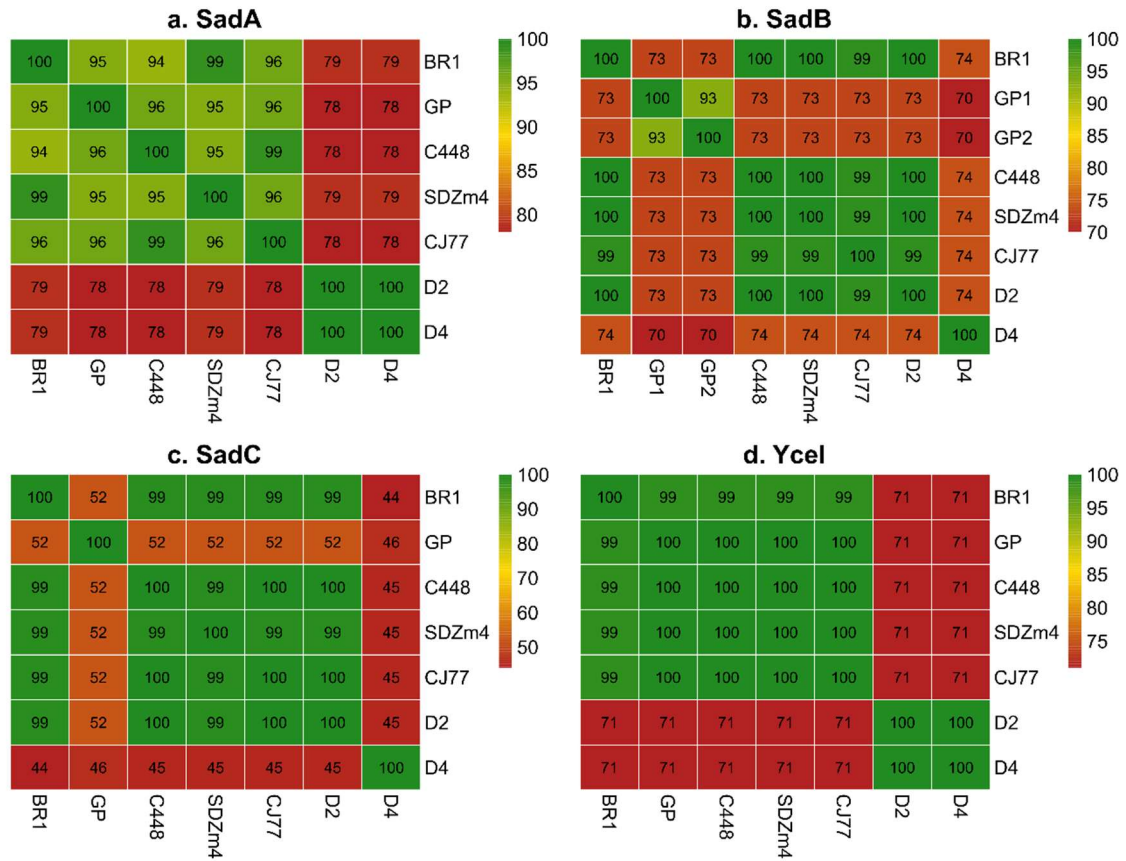 a. SadA
100 95 94 99 96 79 79 BR1
95 100 96 95 96 78 78 GP
94 96 100 95 99 78 78 C448
99 95 95 100 96 79 79 SDZm4
96 96 99 96 100 78 78 CJ77
79 78 78 79 78 100 100 D2
79 78 78 79 78 100 100 D4
BR1 GP C448 SDZm4 CJ77 D2 D4
100
95
90
85
80
b. SadB
100 73 73 100 100 99 100 74 BR1
73 100 93 73 73 73 73 70 GP1
73 93 100 73 73 73 73 70 GP2
100 73 73 100 100 99 100 74 C448
100 73 73 100 100 99 100 74 SDZm4
99 73 73 99 99 100 99 74 CJ77
100 73 73 100 100 99 100 74 D2
74 70 70 74 74 74 74 100 D4
BR1 GP1 GP2 C448 SDZm4 CJ77 D2 D4
100
95
90
85
80
75
70
c. SadC
100 52 99 99 99 99 44 BR1
52 100 52 52 52 52 46 GP
99 52 100 99 100 100 45 C448
99 52 99 100 99 99 45 SDZm4
99 52 100 99 100 100 45 CJ77
99 52 100 99 100 100 45 D2
44 46 45 45 45 45 100 D4
BR1 GP C448 SDZm4 CJ77 D2 D4
100
90
80
70
60
50
d. YceI
100 99 99 99 99 71 71 BR1
99 100 100 100 100 71 71 GP
99 100 100 100 100 71 71 C448
99 100 100 100 100 71 71 SDZm4
99 100 100 100 100 71 71 CJ77
71 71 71 71 71 100 100 D2
71 71 71 71 71 100 100 D4
BR1 GP C448 SDZm4 CJ77 D2 D4
100
95
90
85
80
75